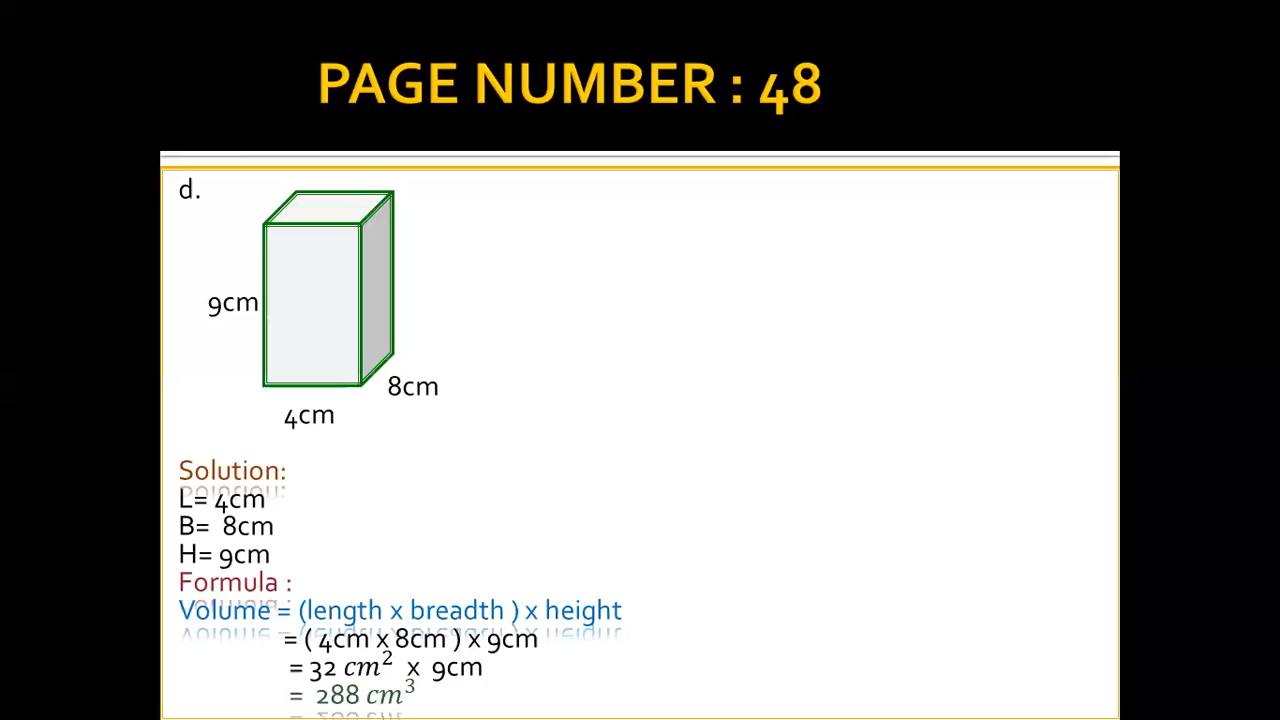 PAGE NUMBER : 48
d.
9cm
8cm
4cm
Solution:
L= 4cm
B= 8cm
H= 9cm
Formula :
Volume = (length x breadth ) x height
= ( 4cm x 8cm ) x 9cm
= 32 cm² x 9cm
= 288 cm³